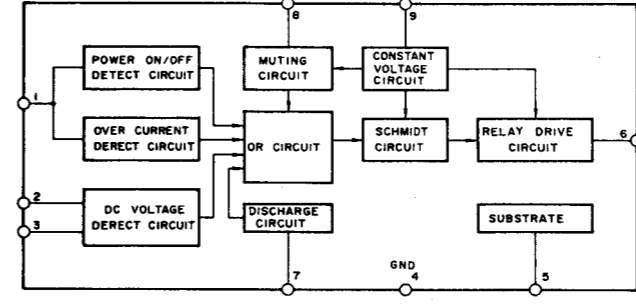 8
9
POWER ON/OFF
DETECT CIRCUIT
MUTING
CIRCUIT
CONSTANT
VOLTAGE
CIRCUIT
1
OVER CURRENT
DERECT CIRCUIT
OR CIRCUIT
SCHMIDT
CIRCUIT
RELAY DRIVE
CIRCUIT
6
2
3
DC VOLTAGE
DERECT CIRCUIT
DISCHARGE
CIRCUIT
SUBSTRATE
7
GND
4
5